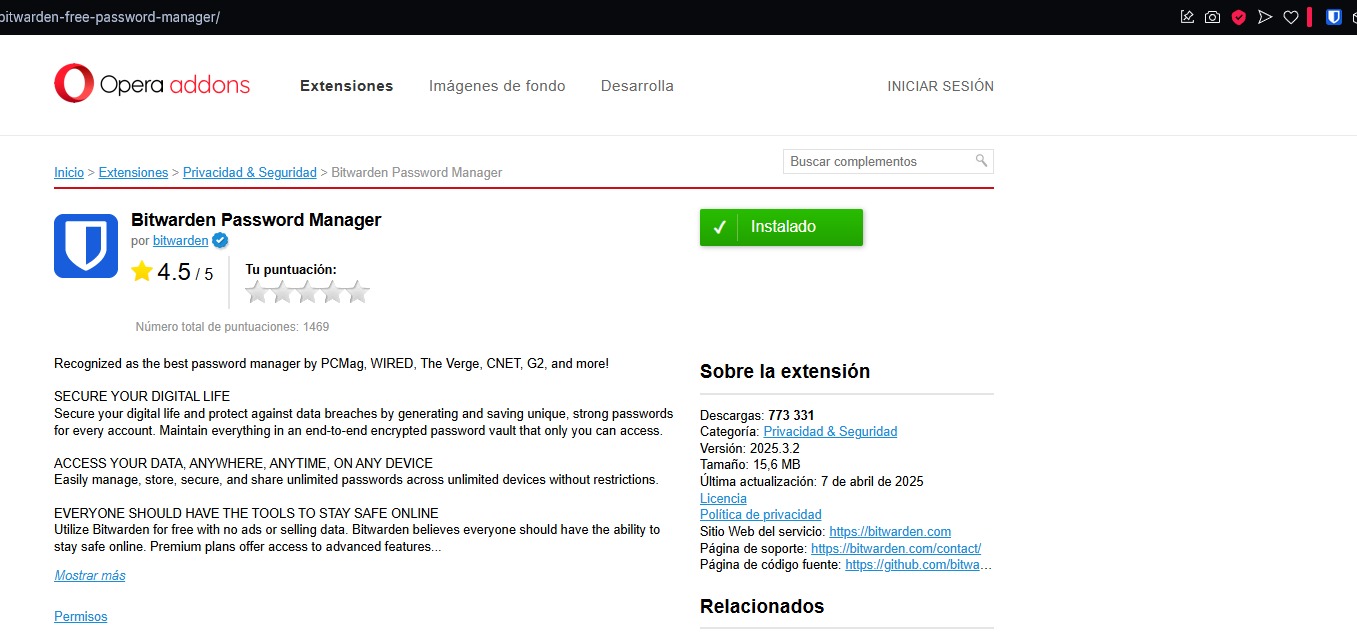 bitwarden-free-password-manager/
Opera addons
Extensiones
Imágenes de fondo
Desarrolla
INICIAR SESIÓN
Inicio > Extensiones > Privacidad & Seguridad > Bitwarden Password Manager
Buscar complementos
Bitwarden Password Manager
por bitwarden
4.5 / 5
Tu puntuación:
Número total de puntuaciones: 1469
Instalado
Recognized as the best password manager by PCMag, WIRED, The Verge, CNET, G2, and more!
SECURE YOUR DIGITAL LIFE
Secure your digital life and protect against data breaches by generating and saving unique, strong passwords
for every account. Maintain everything in an end-to-end encrypted password vault that only you can access.
ACCESS YOUR DATA, ANYWHERE, ANYTIME, ON ANY DEVICE
Easily manage, store, secure, and share unlimited passwords across unlimited devices without restrictions.
EVERYONE SHOULD HAVE THE TOOLS TO STAY SAFE ONLINE
Utilize Bitwarden for free with no ads or selling data. Bitwarden believes everyone should have the ability to
stay safe online. Premium plans offer access to advanced features...
Mostrar más
Permisos
Sobre la extensión
Descargas: 773 331
Categoría: Privacidad & Seguridad
Versión: 2025.3.2
Tamaño: 15,6 MB
Última actualización: 7 de abril de 2025
Licencia
Política de privacidad
Sitio Web del servicio: https://bitwarden.com
Página de soporte: https://bitwarden.com/contact/
Página de código fuente: https://github.com/bitwa...
Relacionados